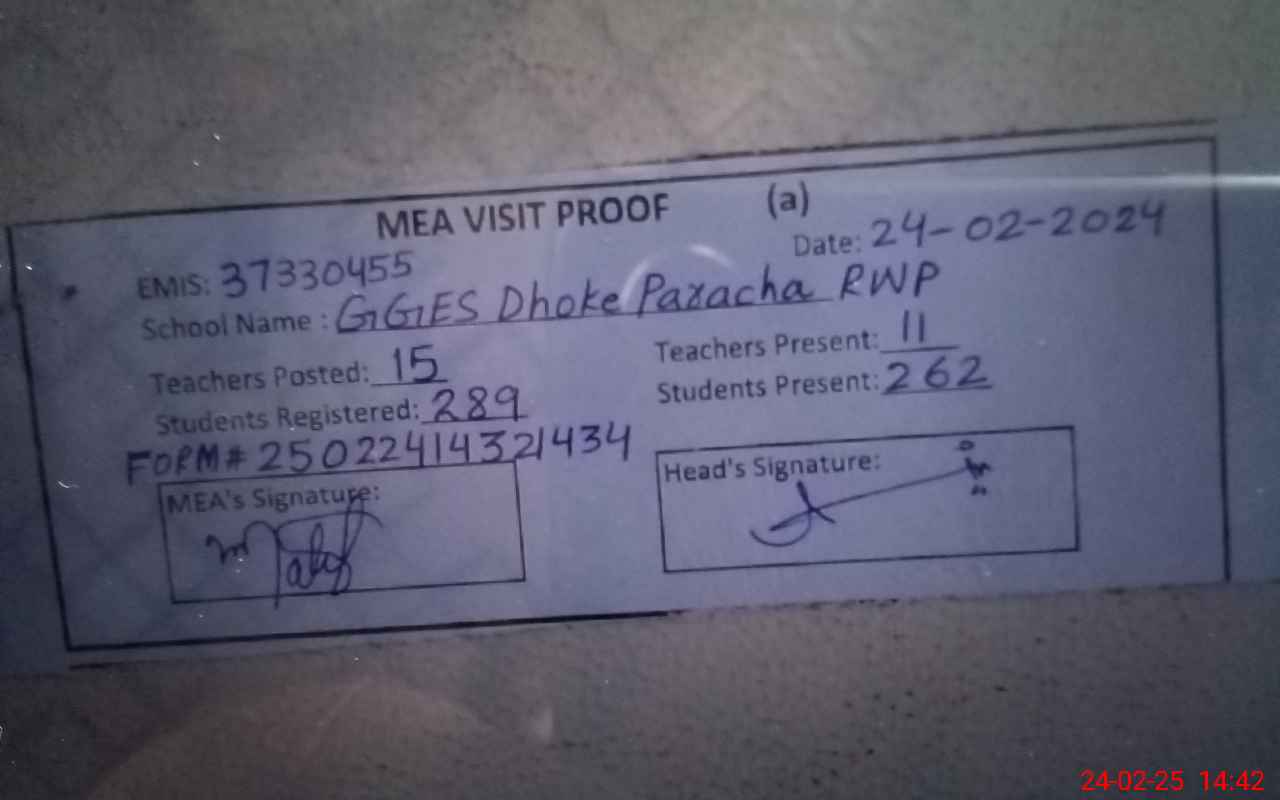 MEA VISIT PROOF (a)
Date: 24-02-2024
EMIS: 37330455
School Name : GGES Dhoke Paracha RWP
Teachers Posted: 15 Teachers Present: 11
Students Registered: 289 Students Present: 262
FORM# 25022414321434
MEA's Signature: Head's Signature:
24-02-25 14:42